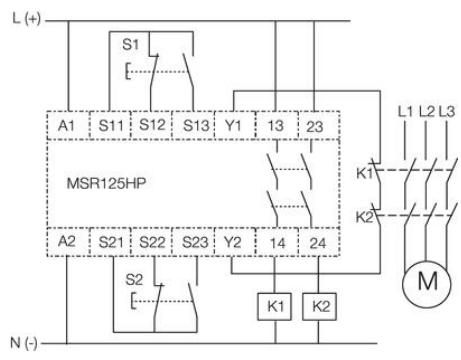 L (+)
S1
A1 S11 S12 S13 Y1 13 23
L1 L2 L3
MSR125HP
K1
K2
A2 S21 S22 S23 Y2 14 24
S2
K1 K2
M
N (-)